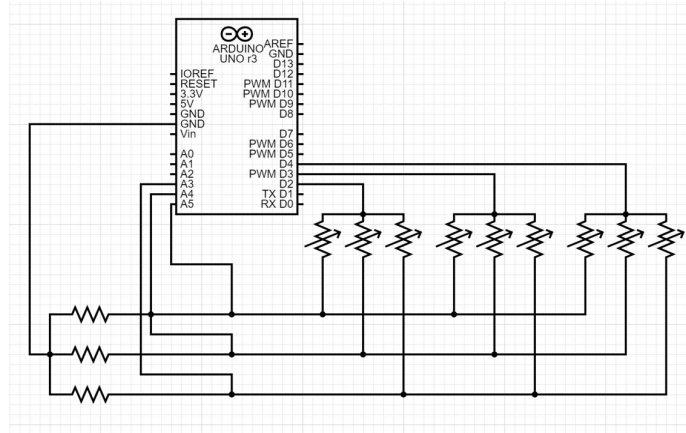 ARDUINO
UNO r3
AREF
GND
D13
IOREF
D12
RESET
PWM D11
3.3V
PWM D10
5V
PWM D9
GND
D8
GND
Vin
D7
PWM D6
A0
PWM D5
A1
D4
A2
PWM D3
A3
D2
A4
TX D1
A5
RX D0